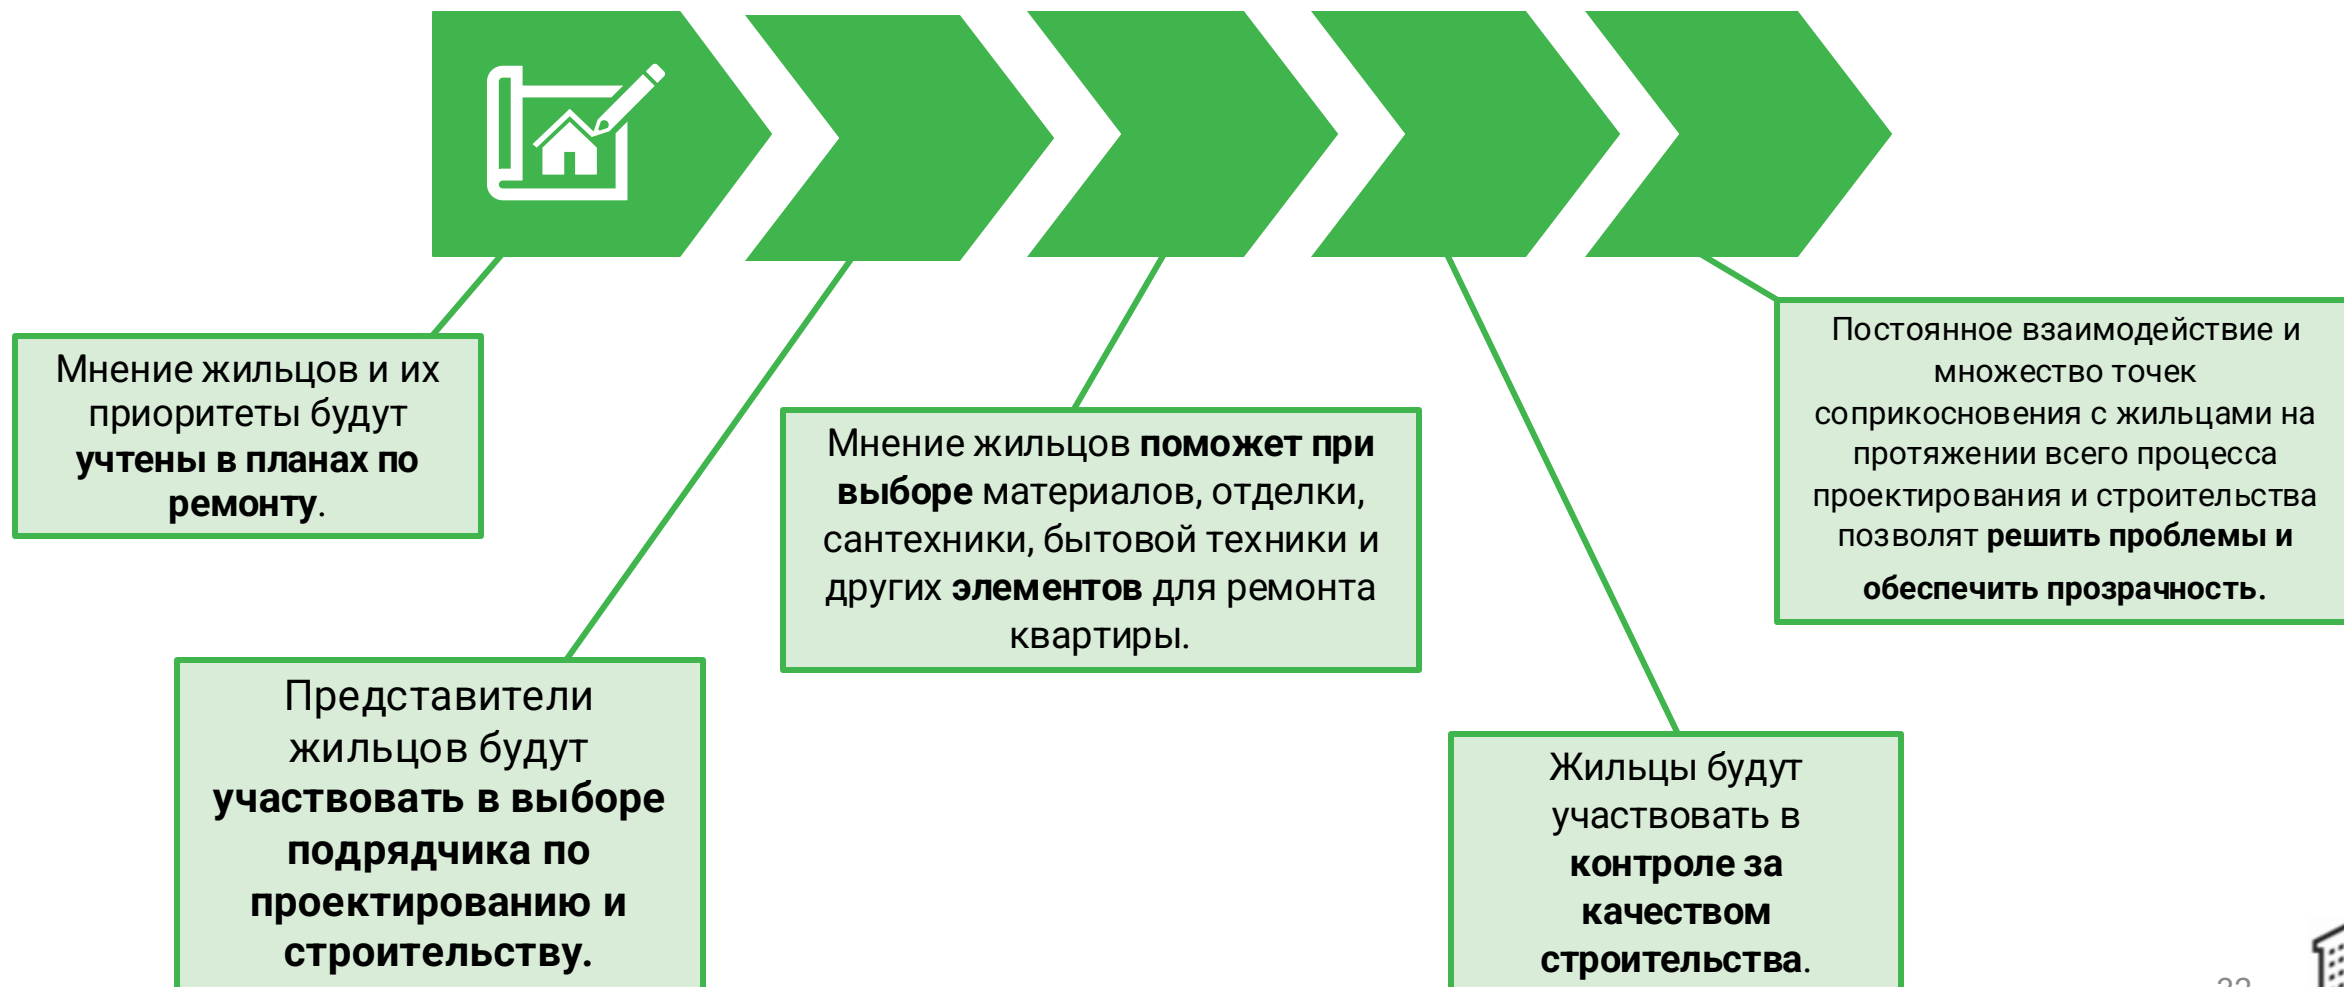 Мнение жильцов и их
приоритеты будут
учтены в планах по
ремонту.
Представители
жильцов будут
участвовать в выборе
подрядчика по
проектированию и
строительству.
Мнение жильцов поможет при
выборе материалов, отделки,
сантехники, бытовой техники и
других элементов для ремонта
квартиры.
Жильцы будут
участвовать в
контроле за
качеством
строительства.
Постоянное взаимодействие и
множество точек
соприкосновения с жильцами на
протяжении всего процесса
проектирования и строительства
позволят решить проблемы и
обеспечить прозрачность.